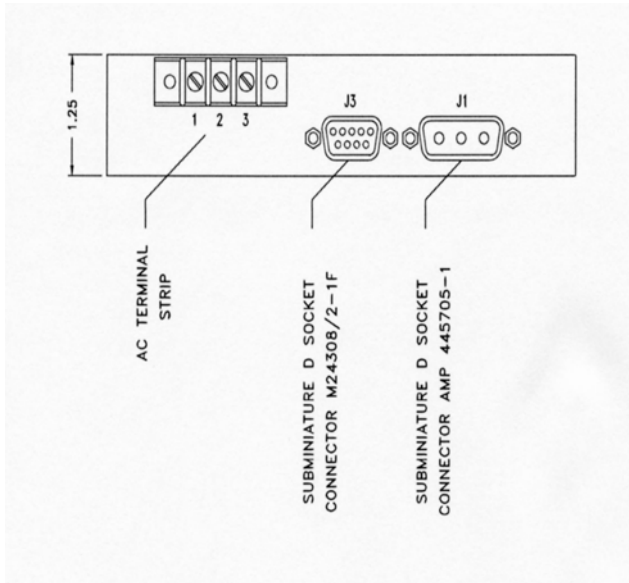 J3
J1
1 2 3
1.25
AC TERMINAL
STRIP
SUBMINIATURE D SOCKET
CONNECTOR M24308/2-1F
SUBMINIATURE D SOCKET
CONNECTOR AMP 445705-1